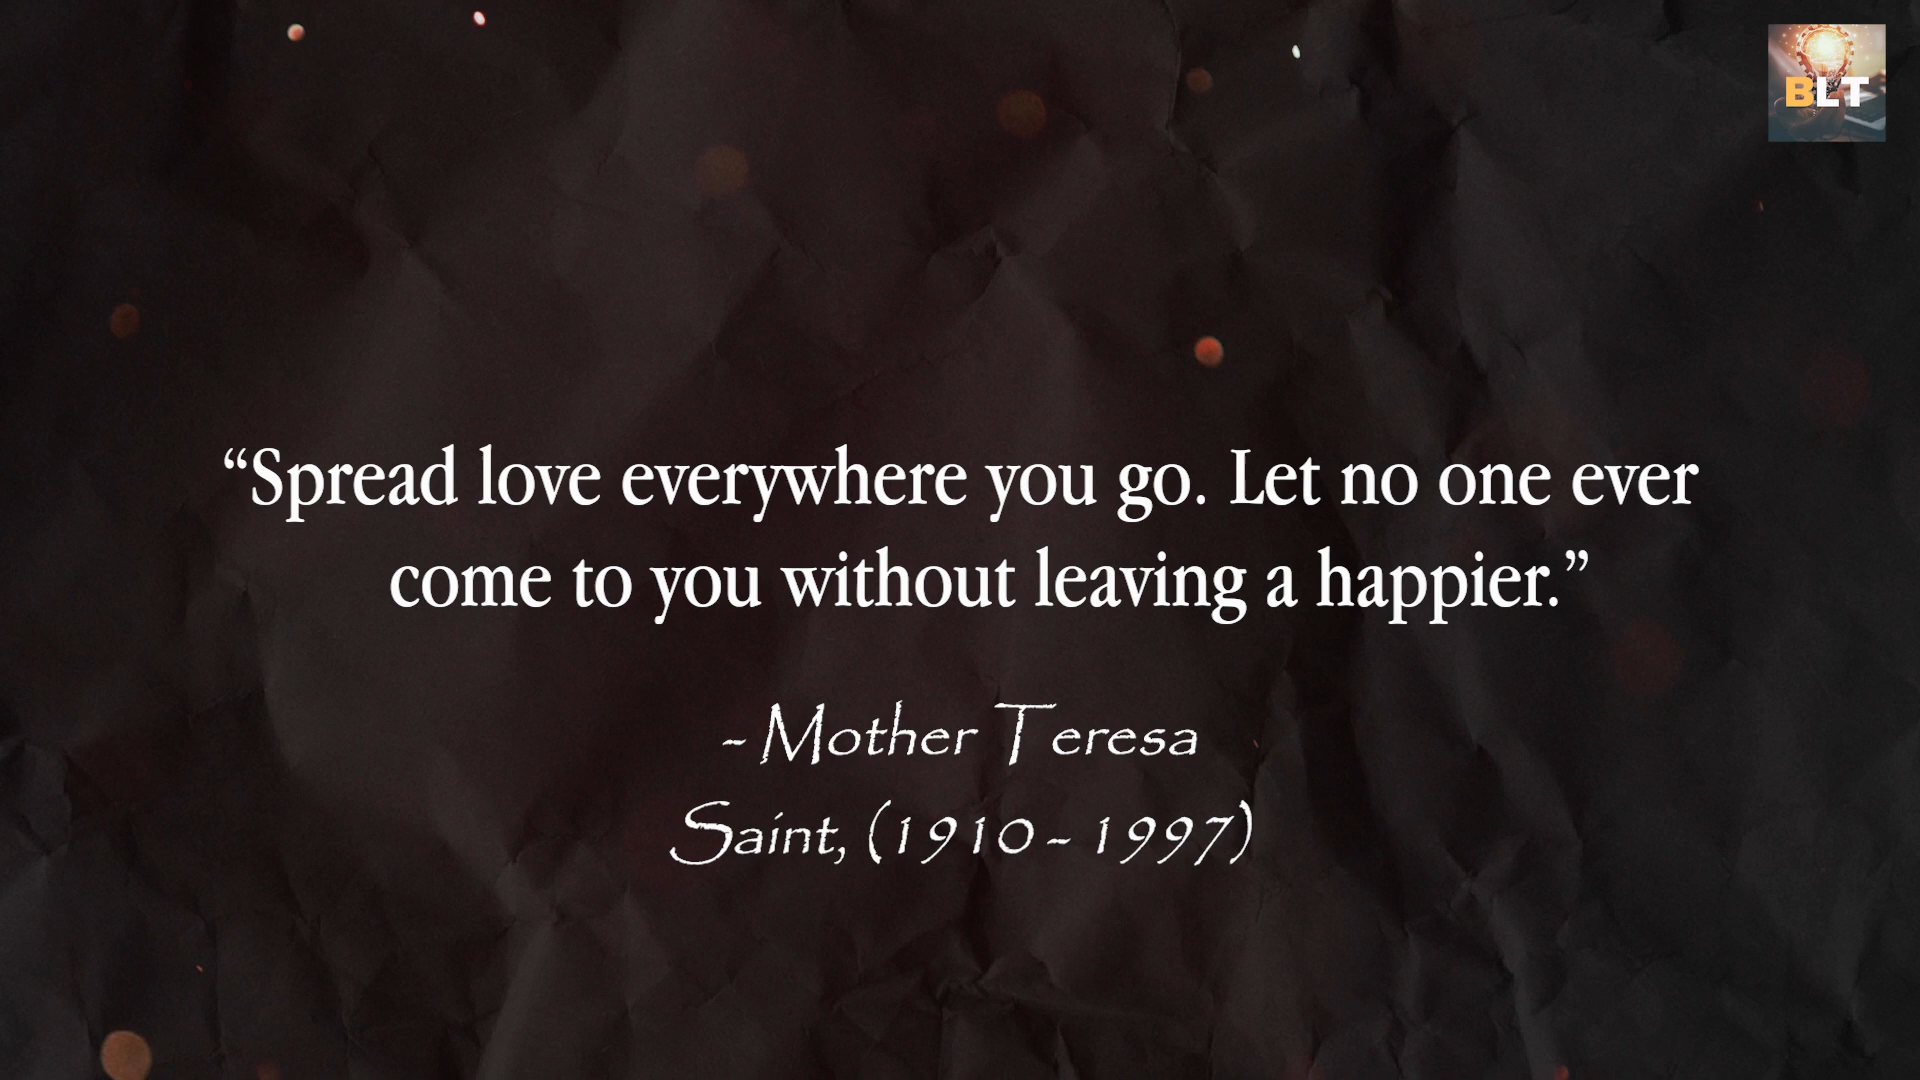 BLT
“Spread love everywhere you go. Let no one ever
come to you without leaving a happier.”
- Mother Teresa
Saint, (1910 - 1997)